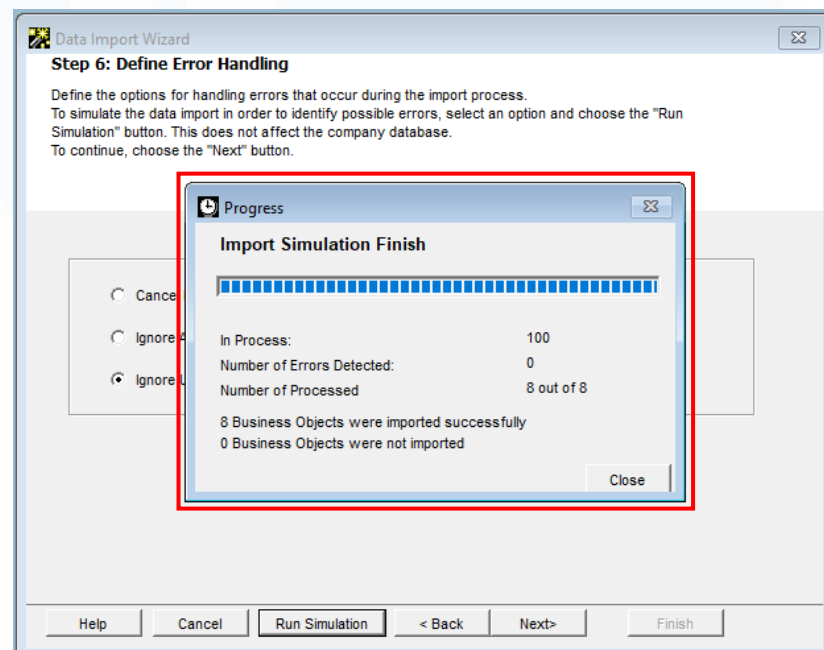 Data Import Wizard
Step 6: Define Error Handling
Define the options for handling errors that occur during the import process.
To simulate the data import in order to identify possible errors, select an option and choose the "Run
Simulation" button. This does not affect the company database.
To continue, choose the "Next" button.
Progress
Import Simulation Finish
Cancel
Ignore A
Ignore U
In Process: 100
Number of Errors Detected: 0
Number of Processed 8 out of 8
8 Business Objects were imported successfully
0 Business Objects were not imported
Close
Help Cancel Run Simulation < Back Next> Finish